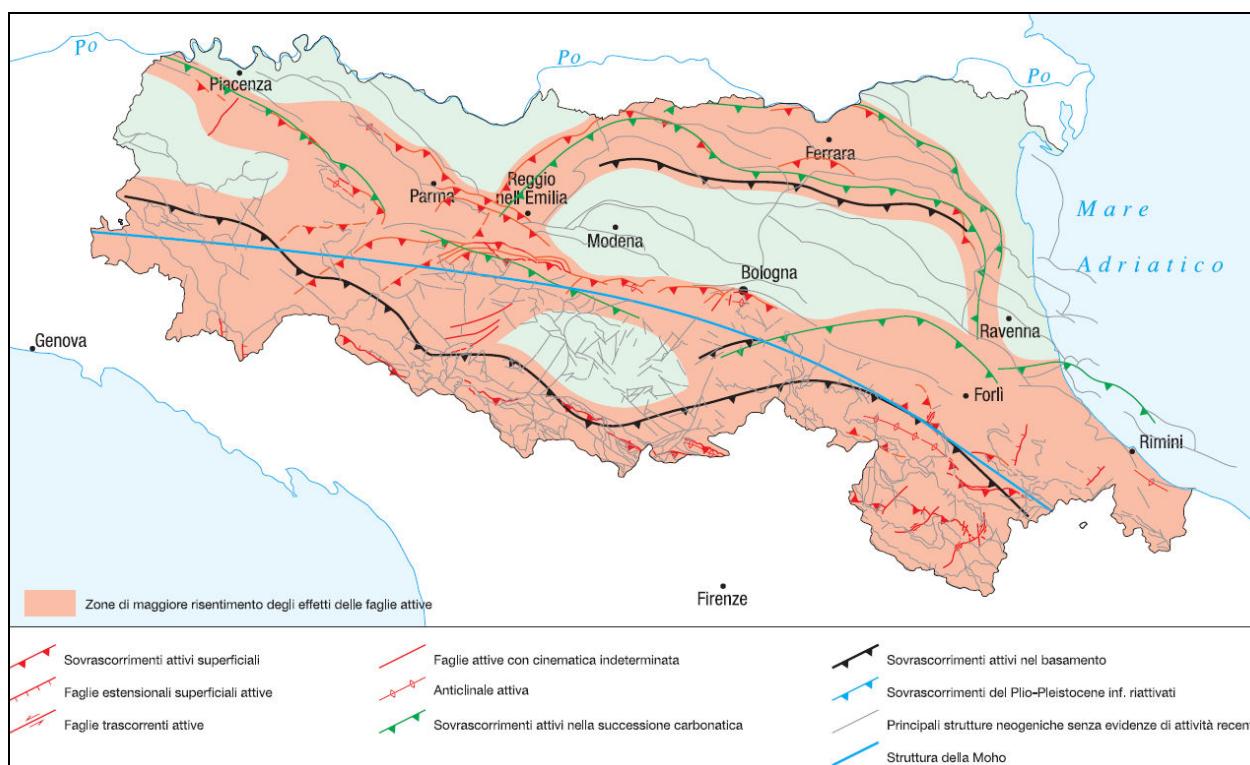 Po
Po
Po
Piacenza
Ferrara
Parma
Reggio
nell'Emilia
Modena
Mare
Adriatico
Bologna
Ravenna
Genova
Forlì
Rimini
Firenze
Zone di maggiore risentimento degli effetti delle faglie attive
Sovrascorrimenti attivi superficiali
Faglie estensionali superficiali attive
Faglie trascorrenti attive
Faglie attive con cinematica indeterminata
Anticlinale attiva
Sovrascorrimenti attivi nella successione carbonatica
Sovrascorrimenti attivi nel basamento
Sovrascorrimenti del Plio-Pleistocene inf. riattivati
Principali strutture neogeniche senza evidenze di attività recen
Struttura della Moho